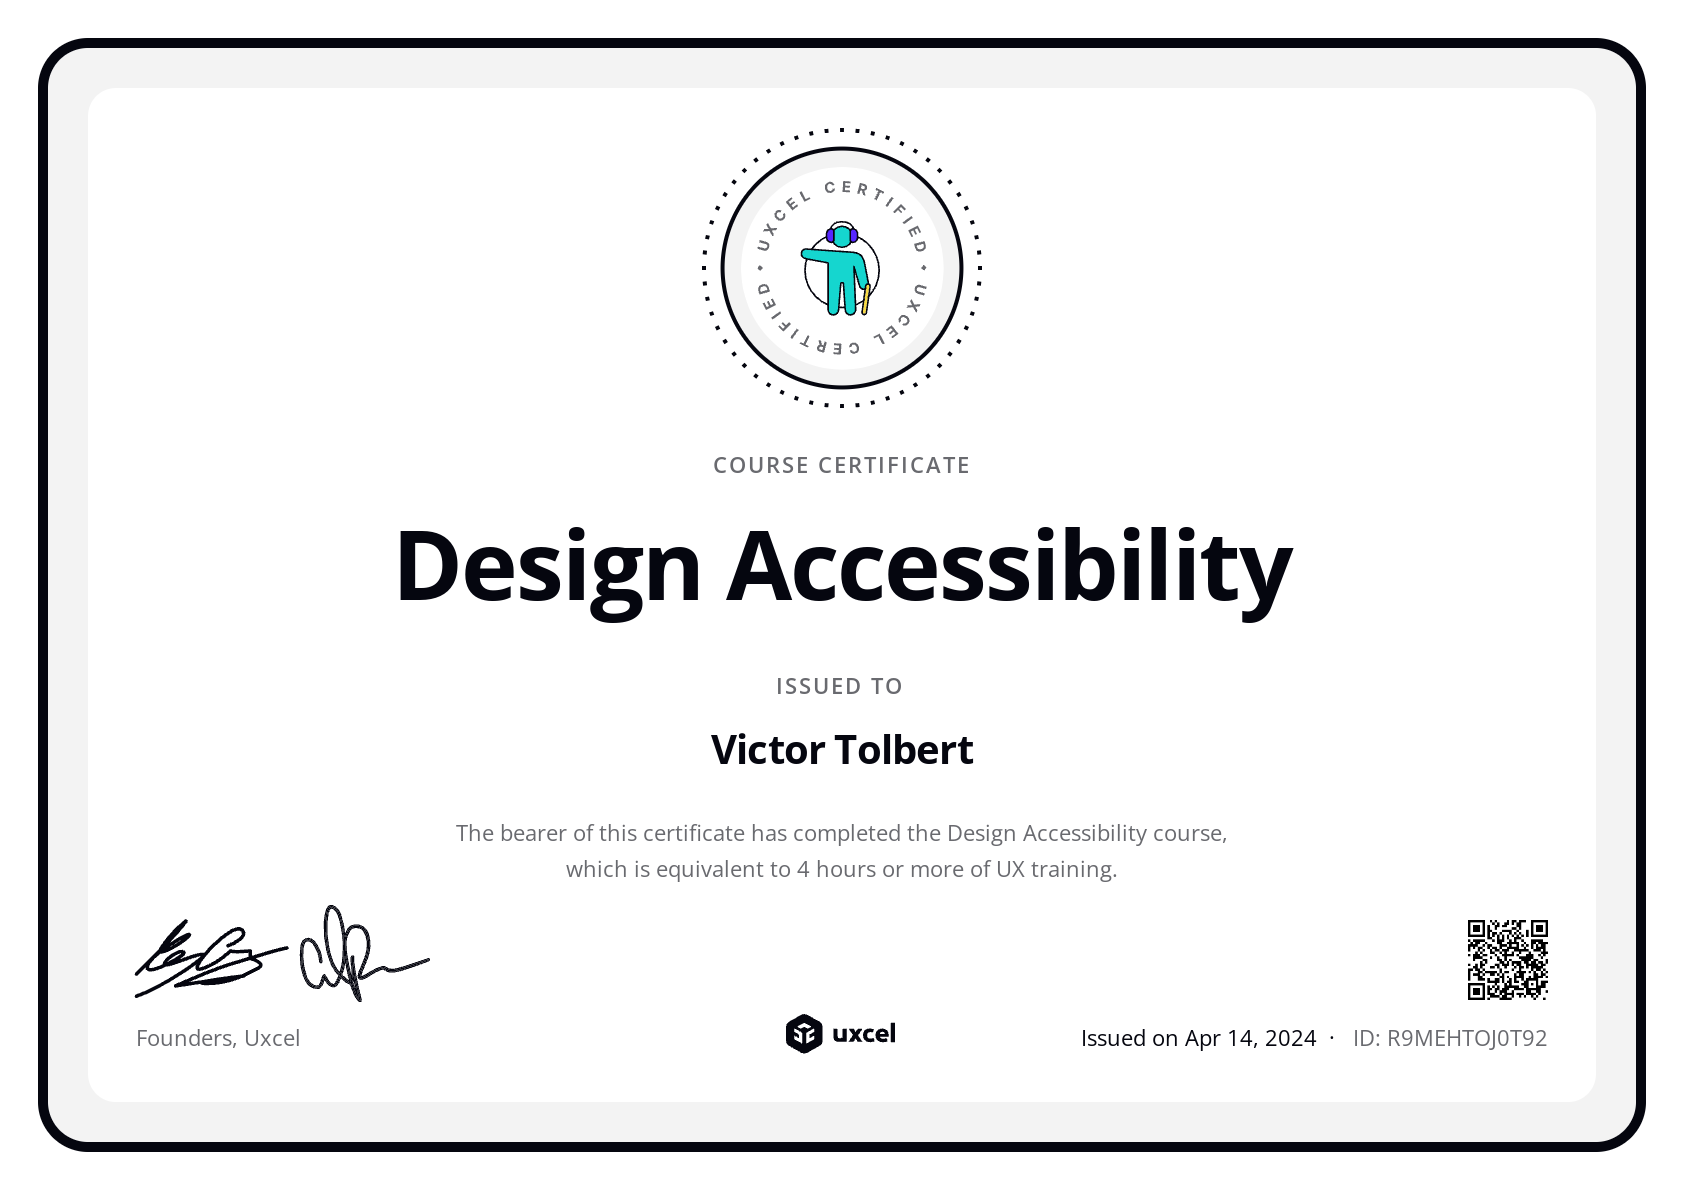 UXCEL CERTIFIED • UXCEL CERTIFIED •
COURSE CERTIFICATE
Design Accessibility
ISSUED TO
Victor Tolbert
The bearer of this certificate has completed the Design Accessibility course,
which is equivalent to 4 hours or more of UX training.
Founders, Uxcel
uxcel
Issued on Apr 14, 2024 · ID: R9MEHTOJ0T92